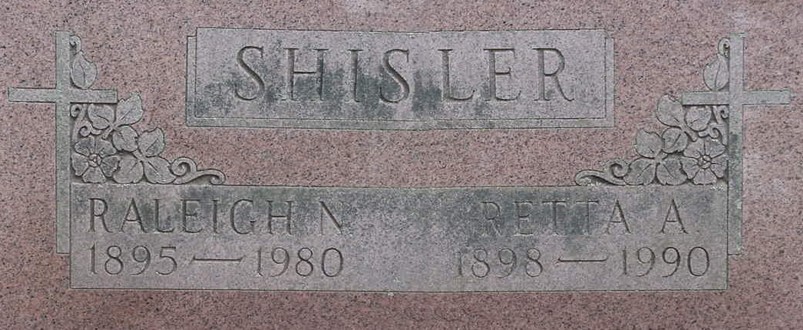 SHISLER
RALEIGH N. RETTA A.
1895 — 1980 1898 — 1990